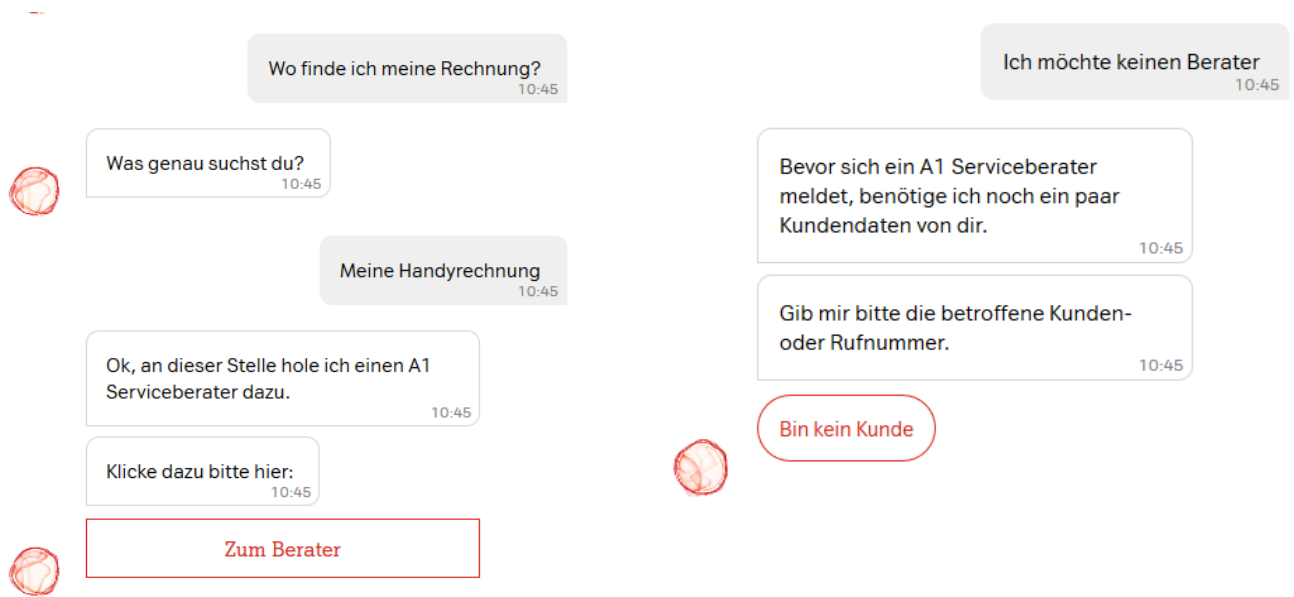 Wo finde ich meine Rechnung?
10:45
Was genau suchst du?
10:45
Meine Handyrechnung
10:45
Ok, an dieser Stelle hole ich einen A1
Serviceberater dazu.
10:45
Klicke dazu bitte hier:
10:45
Zum Berater
Ich möchte keinen Berater
10:45
Bevor sich ein A1 Serviceberater
meldet, benötige ich noch ein paar
Kundendaten von dir.
10:45
Gib mir bitte die betroffene Kunden-
oder Rufnummer.
10:45
Bin kein Kunde